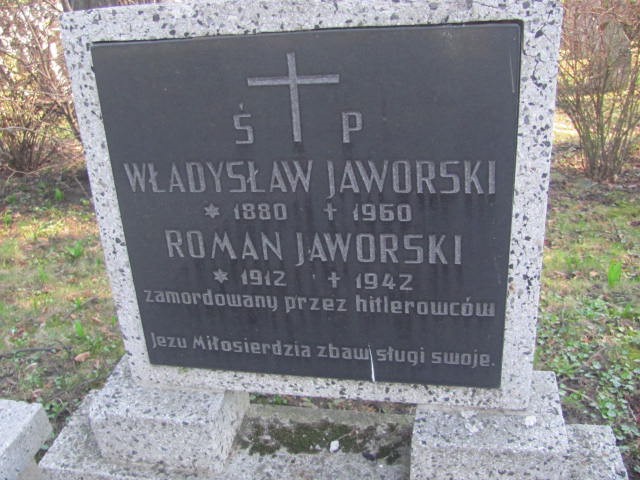 Ś P
WŁADYSŁAW JAWORSKI
* 1880 + 1960
ROMAN JAWORSKI
* 1912 + 1942
zamordowany przez hitlerowców
Jezu Miłosierdzia zbaw sługi swoje.